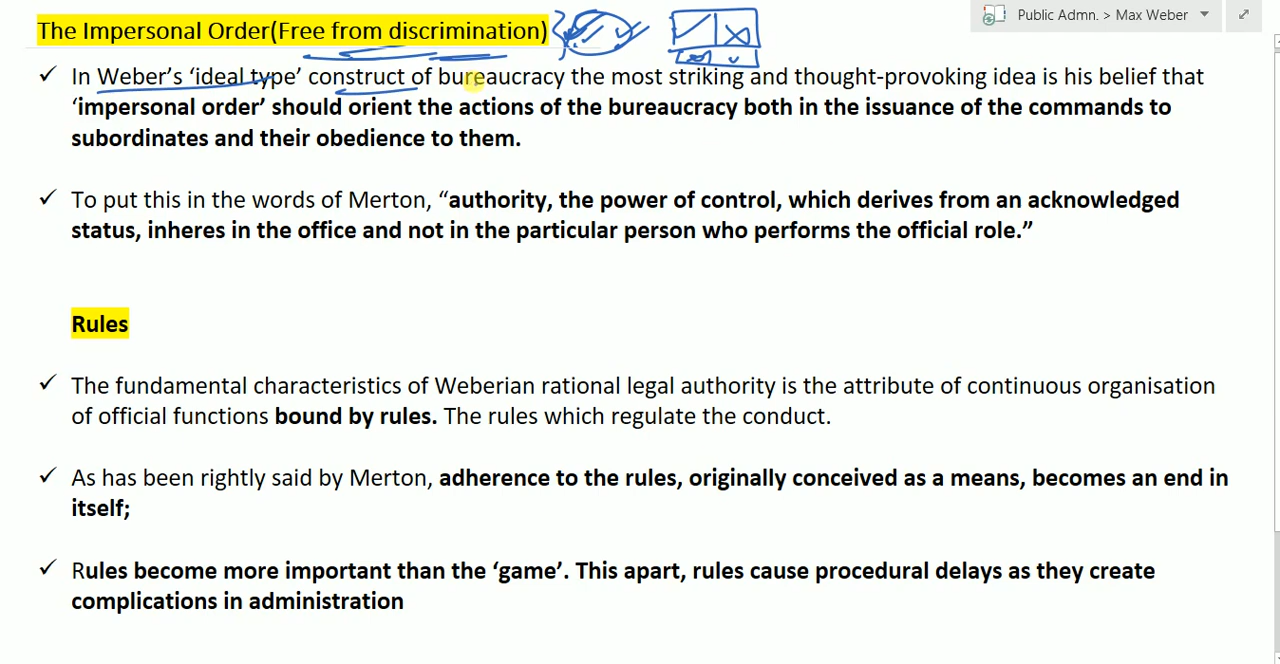 Public Admn. > Max Weber
The Impersonal Order(Free from discrimination)
✓ In Weber's 'ideal type' construct of bureaucracy the most striking and thought-provoking idea is his belief that
'impersonal order' should orient the actions of the bureaucracy both in the issuance of the commands to
subordinates and their obedience to them.
✓ To put this in the words of Merton, “authority, the power of control, which derives from an acknowledged
status, inheres in the office and not in the particular person who performs the official role.”
Rules
✓ The fundamental characteristics of Weberian rational legal authority is the attribute of continuous organisation
of official functions bound by rules. The rules which regulate the conduct.
✓ As has been rightly said by Merton, adherence to the rules, originally conceived as a means, becomes an end in
itself;
✓ Rules become more important than the ‘game’. This apart, rules cause procedural delays as they create
complications in administration